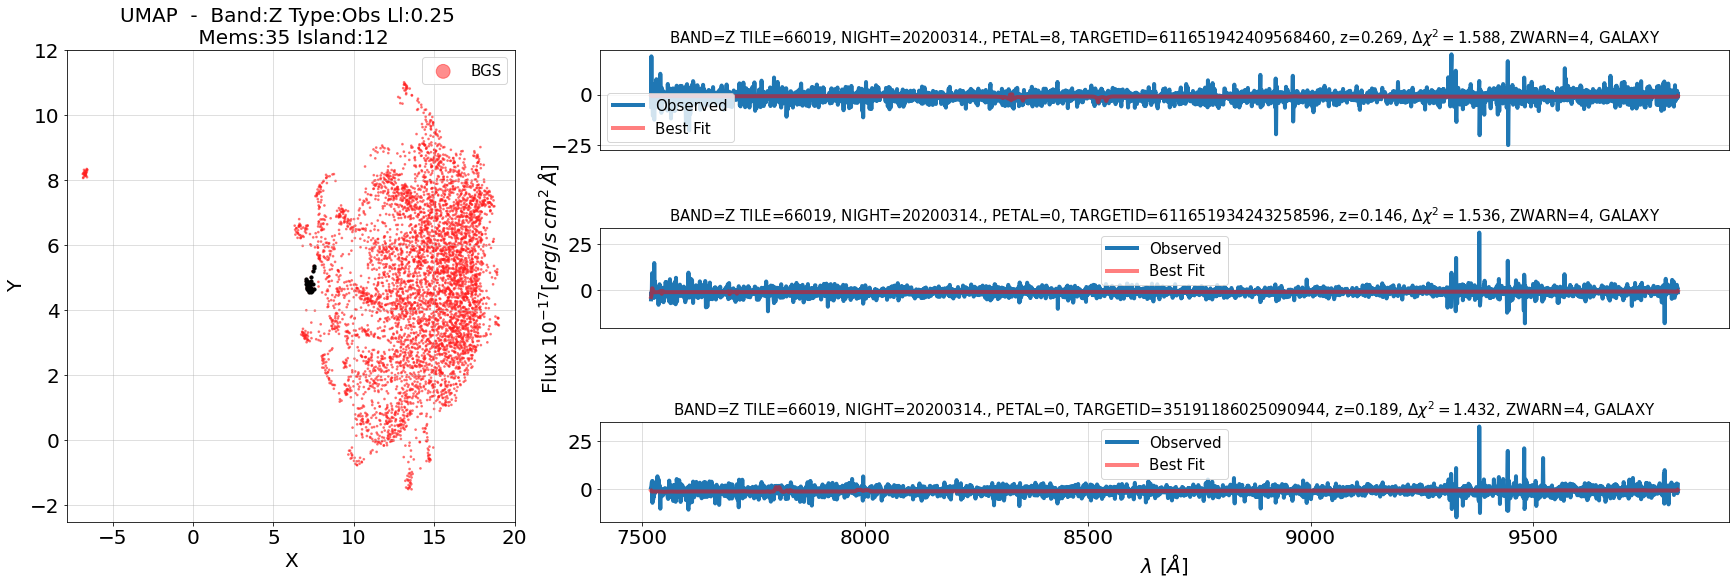 UMAP - Band:Z Type:Obs Ll:0.25
Mems:35 Island:12
BGS
12
10
8
6
4
2
0
−2
Y
−5
0
5
10
15
20
X
Flux 10⁻¹⁷[erg/s cm² Å]
BAND=Z TILE=66019, NIGHT=20200314., PETAL=8, TARGETID=611651942409568460, z=0.269, Δχ² = 1.588, ZWARN=4, GALAXY
0
−25
Observed
Best Fit
BAND=Z TILE=66019, NIGHT=20200314., PETAL=0, TARGETID=611651934243258596, z=0.146, Δχ² = 1.536, ZWARN=4, GALAXY
25
0
Observed
Best Fit
BAND=Z TILE=66019, NIGHT=20200314., PETAL=0, TARGETID=35191186025090944, z=0.189, Δχ² = 1.432, ZWARN=4, GALAXY
25
0
Observed
Best Fit
7500
8000
8500
9000
9500
λ [Å]